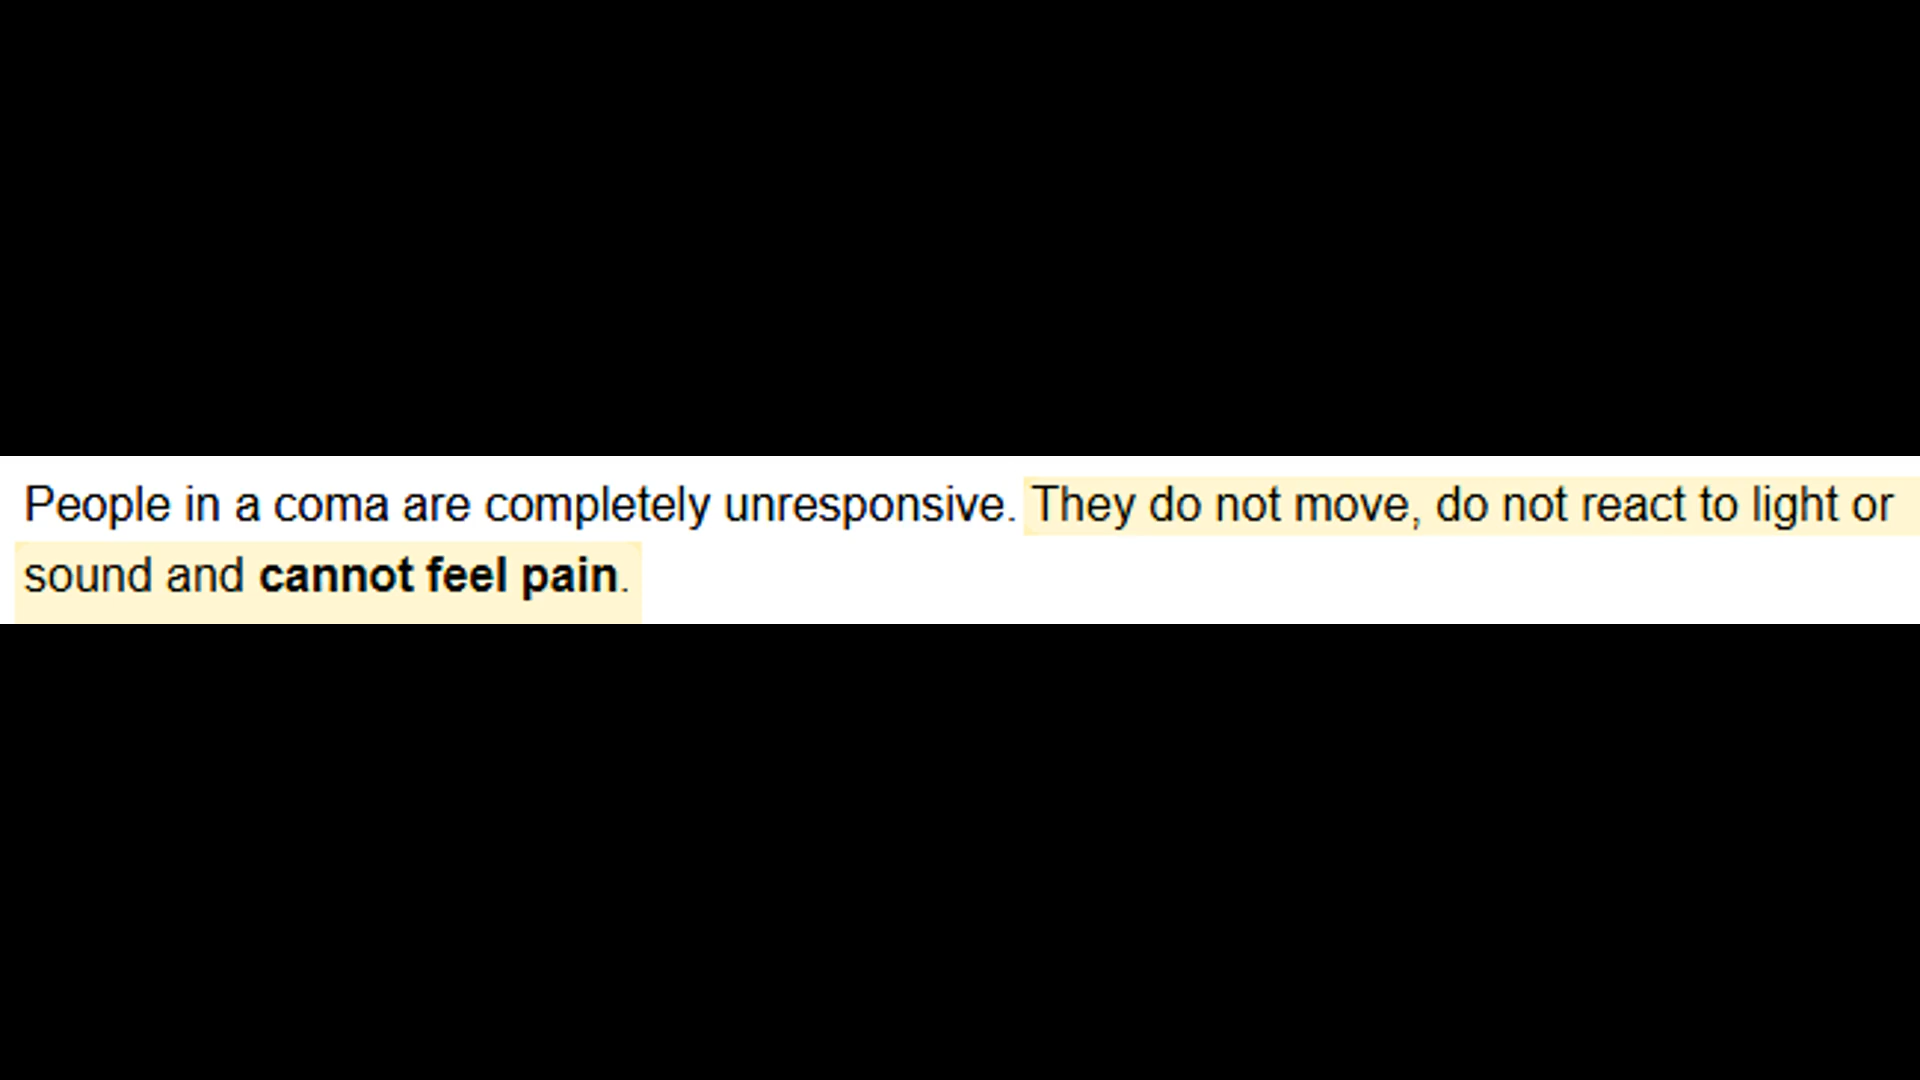 People in a coma are completely unresponsive. They do not move, do not react to light or
sound and cannot feel pain.